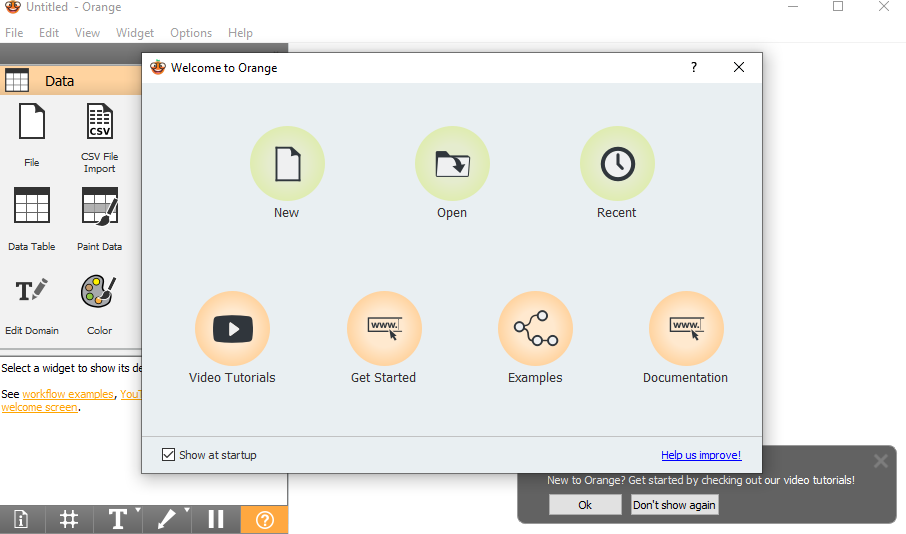 Untitled - Orange
File Edit View Widget Options Help
Welcome to Orange
?
Data
File
CSV
CSV File
Import
Data Table
Paint Data
T
Edit Domain
Color
New
Open
Recent
www.
www.
Video Tutorials
Get Started
Examples
Documentation
Select a widget to show its de
See workflow examples, YouT
welcome screen.
Show at startup
Help us improve!
New to Orange? Get started by checking out our video tutorials!
Ok
Don't show again
T
?